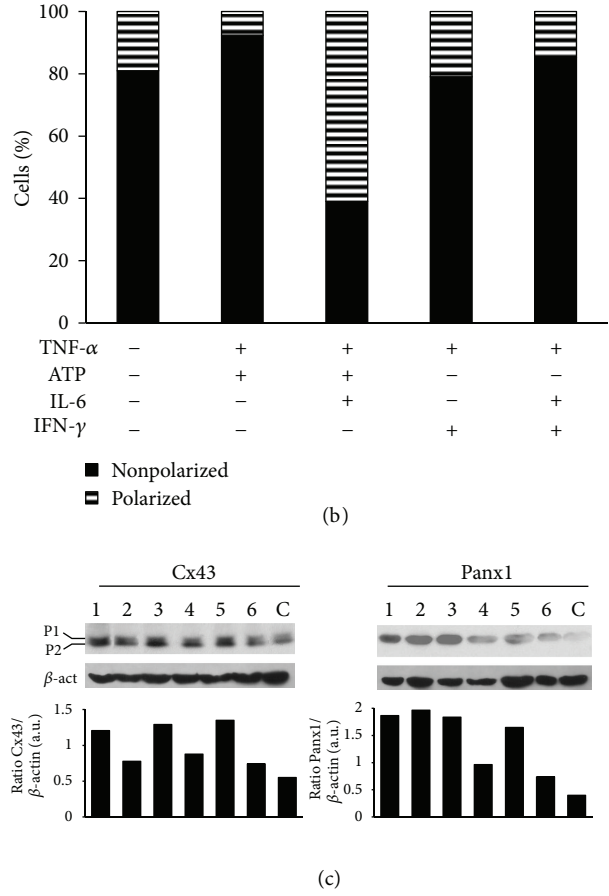 100
80
60
40
20
0
Cells (%)
TNF-α − + + + +
ATP − + + − −
IL-6 − − + − +
IFN-γ − − − + +
Nonpolarized
Polarized
(b)
Cx43
1 2 3 4 5 6 C
P1
P2
β-act
1.5
1
0.5
0
Ratio Cx43/
β-actin (a.u.)
Panx1
1 2 3 4 5 6 C
2
1.5
1
0.5
0
Ratio Panx1/
β-actin (a.u.)
(c)